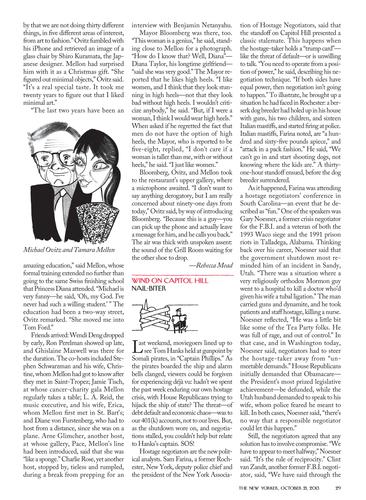 by that we are not doing thirty different
things, in five different areas of interest,
from art to fashion." Ovitz fumbled with
his iPhone and retrieved an image of a
glass chair by Shiro Kuramata, the Jap-
anese designer. Mellon had surprised
him with it as a Christmas gift. "She
figured out minimal objects," Ovitz said.
"It's a real special taste. It took me
twenty years to figure out that I liked
minimal art."
"The last two years have been an
Michael Ovitz and Tamara Mellon
amazing education," said Mellon, whose
formal training extended no further than
going to the same Swiss finishing school
that Princess Diana attended. "Michael is
very funny—he said, 'Oh, my God. I've
never had such a willing student.'" The
education had been a two-way street,
Ovitz remarked. "She moved me into
Tom Ford."
Friends arrived: Wendi Deng dropped
by early, Ron Perelman showed up late,
and Ghislaine Maxwell was there for
the duration. The co-hosts included Ste-
phen Schwarzman and his wife, Chris-
tine, whom Mellon had got to know after
they met in Saint-Tropez; Jamie Tisch,
at whose cancer-charity gala Mellon
regularly takes a table; L. A. Reid, the
music executive, and his wife, Erica,
whom Mellon first met in St. Bart's;
and Diane von Furstenberg, who had to
host from a distance, since she was on a
plane. Arne Glimcher, another host,
at whose gallery, Pace, Mellon's line
had been introduced, said that she was
"like a sponge." Charlie Rose, yet another
host, stopped by, tieless and rumpled,
during a break from prepping for an
interview with Benjamin Netanyahu.
Mayor Bloomberg was there, too.
"This woman is a genius," he said, stand-
ing close to Mellon for a photograph.
"How do I know that? Well, Diana"—
Diana Taylor, his longtime girlfriend—
"said she was very good." The Mayor re-
ported that he likes high heels. "I like
women, and I think that they look stun-
ning in high heels—not that they look
bad without high heels. I wouldn't criti-
cize anybody," he said. "But, if I were a
woman, I think I would wear high heels."
When asked if he regretted the fact that
men do not have the option of high
heels, the Mayor, who is reported to be
five-eight, replied, "I don't care if a
woman is taller than me, with or without
heels," he said. "I just like women."
Bloomberg, Ovitz, and Mellon took
to the restaurant's upper gallery, where
a microphone awaited. "I don't want to
say anything derogatory, but I am really
concerned about ninety-one days from
today," Ovitz said, by way of introducing
Bloomberg. "Because this is a guy—you
can pick up the phone and actually leave
a message for him, and he calls you back."
The air was thick with unspoken assent:
the sound of the Grill Room waiting for
the other shoe to drop.
—Rebecca Mead
WIND ON CAPITOL HILL
NAIL-BITER
Last weekend, moviegoers lined up to
see Tom Hanks held at gunpoint by
Somali pirates, in "Captain Phillips." As
the pirates boarded the ship and alarm
bells clanged, viewers could be forgiven
for experiencing déjà vu: hadn't we spent
the past week enduring our own hostage
crisis, with House Republicans trying to
hijack the ship of state? The threat—of
debt default and economic chaos—was to
our 401(k) accounts, not to our lives. But,
as the shutdown wore on, and negotia-
tions stalled, you couldn't help but relate
to Hanks's captain. SOS!
Hostage negotiators are the new polit-
ical analysts. Sam Farina, a former Roch-
ester, New York, deputy police chief and
the president of the New York Associa-
tion of Hostage Negotiators, said that
the standoff on Capitol Hill presented a
classic stalemate. This happens when
the hostage-taker holds a "trump card"—
like the threat of default—or is unwilling
to talk. "You need to operate from a posi-
tion of power," he said, describing his ne-
gotiation technique. "If both sides have
equal power, then negotiation isn't going
to happen." To illustrate, he brought up a
situation he had faced in Rochester: a ber-
serk dog breeder had holed up in his house
with guns, his two children, and sixteen
Italian mastiffs, and started firing at police.
Italian mastiffs, Farina noted, are "a hun-
dred and sixty-five pounds apiece," and
"attack in a pack fashion." He said, "We
can't go in and start shooting dogs, not
knowing where the kids are." A thirty-
one-hour standoff ensued, before the dog
breeder surrendered.
As it happened, Farina was attending
a hostage negotiators' conference in
South Carolina—an event that he de-
scribed as "fun." One of the speakers was
Gary Noesner, a former crisis negotiator
for the F.B.I. and a veteran of both the
1993 Waco siege and the 1991 prison
riots in Talladega, Alabama. Thinking
back over his career, Noesner said that
the government shutdown most re-
minded him of an incident in Sandy,
Utah. "There was a situation where a
very religiously orthodox Mormon guy
went to a hospital to kill a doctor who'd
given his wife a tubal ligation." The man
carried guns and dynamite, and he took
patients and staff hostage, killing a nurse.
Noesner reflected, "He was a little bit
like some of the Tea Party folks. He
was full of rage, and out of control." In
that case, and in Washington today,
Noesner said, negotiators had to steer
the hostage-taker away from "un-
meetable demands." House Republicans
initially demanded that Obamacare—
the President's most prized legislative
achievement—be defunded, while the
Utah husband demanded to speak to his
wife, whom police feared he meant to
kill. In both cases, Noesner said, "there's
no way that a responsible negotiator
could let this happen."
Still, the negotiators agreed that any
solution has to involve compromise. "We
have to appear to meet halfway," Noesner
said. "It's the rule of reciprocity." Clint
van Zandt, another former F.B.I. negoti-
ator, said, "We have said through the
THE NEW YORKER, OCTOBER 21, 2013 29